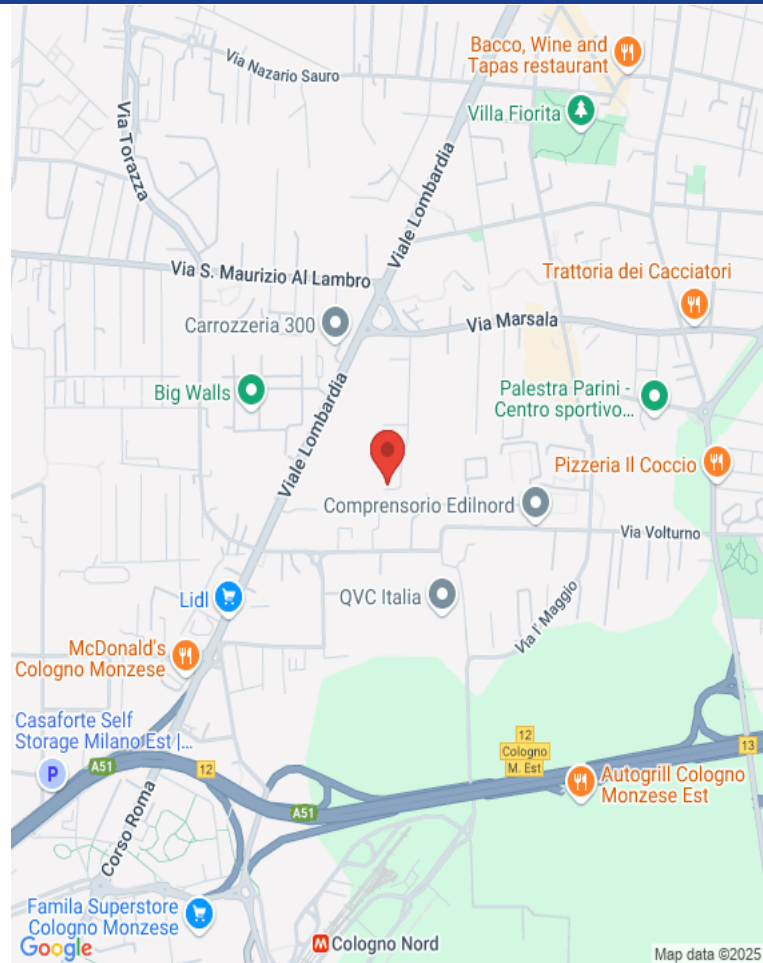 Bacco, Wine and
Tapas restaurant
Via Nazario Sauro
Villa Fiorita
Via Torazza
Viale Lombardia
Via S. Maurizio Al Lambro
Trattoria dei Cacciatori
Carrozzeria 300
Via Marsala
Big Walls
Palestra Parini -
Centro sportivo...
Viale Lombardia
Pizzeria Il Coccio
Comprensorio Edilnord
Via Volturno
Lidl
QVC Italia
Via I° Maggio
McDonald's
Cologno Monzese
Casaforte Self
Storage Milano Est |...
P
A51
12
12
Cologno
M. Est
13
Autogrill Cologno
Monzese Est
A51
Corso Roma
Famila Superstore
Cologno Monzese
M Cologno Nord
Google
Map data ©2025